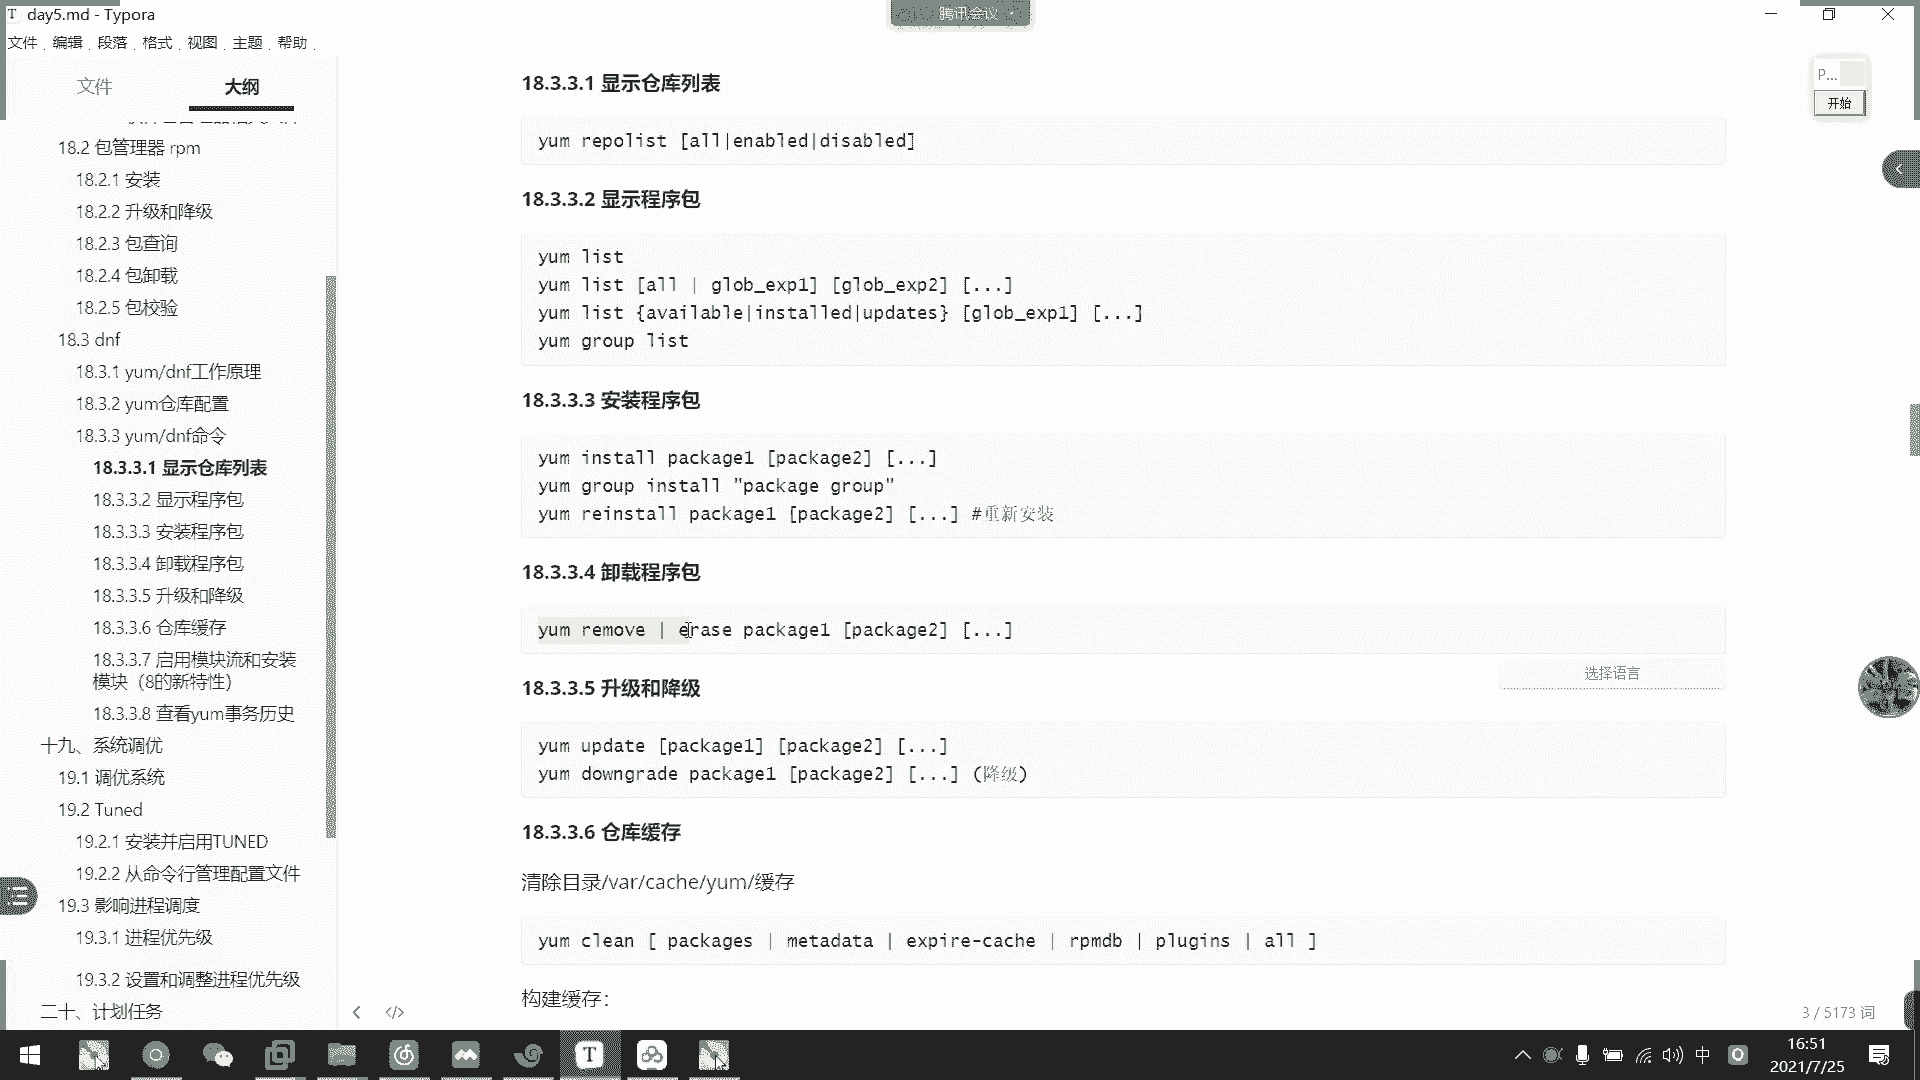 day5.md - Typora
腾讯会议
文件 编辑 段落 格式 视图 主题 帮助
文件 大纲
18.2 包管理器 rpm
18.2.1 安装
18.2.2 升级和降级
18.2.3 包查询
18.2.4 包卸载
18.2.5 包校验
18.3 dnf
18.3.1 yum/dnf工作原理
18.3.2 yum仓库配置
18.3.3 yum/dnf命令
18.3.3.1 显示仓库列表
18.3.3.2 显示程序包
18.3.3.3 安装程序包
18.3.3.4 卸载程序包
18.3.3.5 升级和降级
18.3.3.6 仓库缓存
18.3.3.7 启用模块流和安装
模块（8的新特性）
18.3.3.8 查看yum事务历史
十九、系统调优
19.1 调优系统
19.2 Tuned
19.2.1 安装并启用TUNED
19.2.2 从命令行管理配置文件
19.3 影响进程调度
19.3.1 进程优先级
19.3.2 设置和调整进程优先级
二十、计划任务
18.3.3.1 显示仓库列表
yum repolist [all|enabled|disabled]
18.3.3.2 显示程序包
yum list
yum list [all | glob_exp1] [glob_exp2] [...]
yum list {available|installed|updates} [glob_exp1] [...]
yum group list
18.3.3.3 安装程序包
yum install package1 [package2] [...]
yum group install "package group"
yum reinstall package1 [package2] [...] #重新安装
18.3.3.4 卸载程序包
yum remove | erase package1 [package2] [...]
选择语言
18.3.3.5 升级和降级
yum update [package1] [package2] [...]
yum downgrade package1 [package2] [...] (降级)
18.3.3.6 仓库缓存
清除目录/var/cache/yum/缓存
yum clean [ packages | metadata | expire-cache | rpmdb | plugins | all ]
构建缓存：
P...
开始
3 / 5173 词
中
16:51
2021/7/25